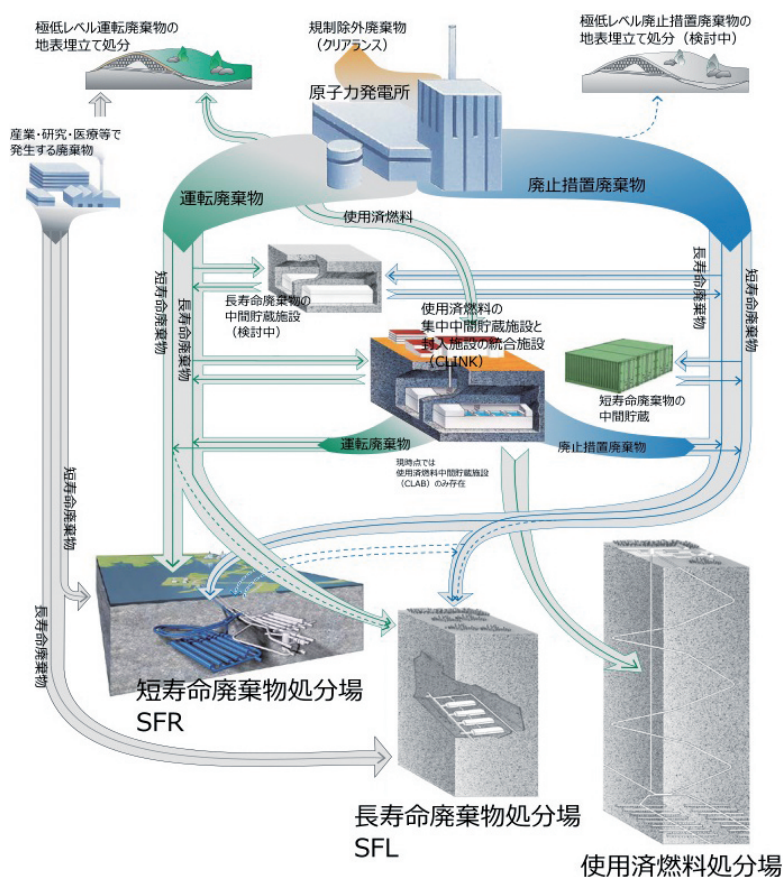 極低レベル運転廃棄物の
地表埋立て処分
規制除外廃棄物
（クリアランス）
極低レベル廃止措置廃棄物の
地表埋立て処分（検討中）
原子力発電所
産業・研究・医療等で
発生する廃棄物
運転廃棄物
廃止措置廃棄物
使用済燃料
短寿命廃棄物
長寿命廃棄物
長寿命廃棄物の
中間貯蔵施設
（検討中）
使用済燃料の
集中中間貯蔵施設と
封入施設の統合施設
（CLINK）
長寿命廃棄物
短寿命廃棄物
短寿命廃棄物の
中間貯蔵
運転廃棄物
廃止措置廃棄物
現時点では
使用済燃料中間貯蔵施設
（CLAB）のみ存在
短寿命廃棄物
長寿命廃棄物
短寿命廃棄物処分場
SFR
長寿命廃棄物処分場
SFL
使用済燃料処分場